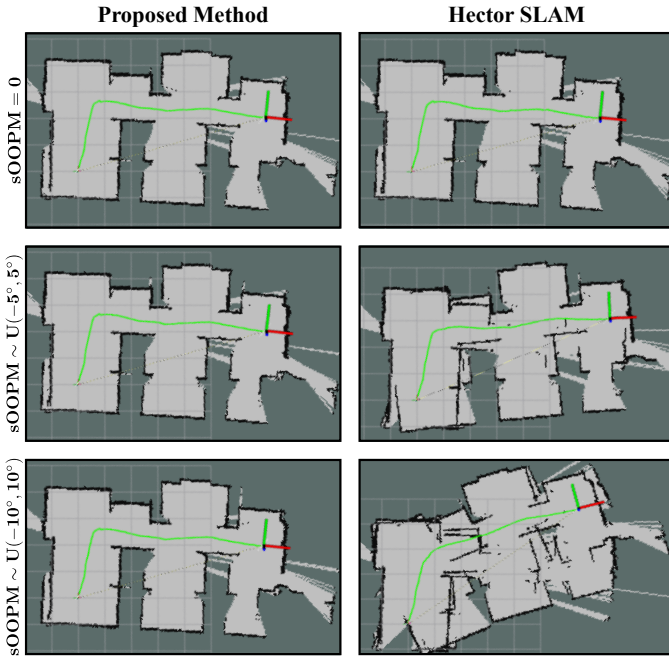 Proposed Method
Hector SLAM
sOOPM = 0
sOOPM ∼ U(−5°, 5°)
sOOPM ∼ U(−10°, 10°)